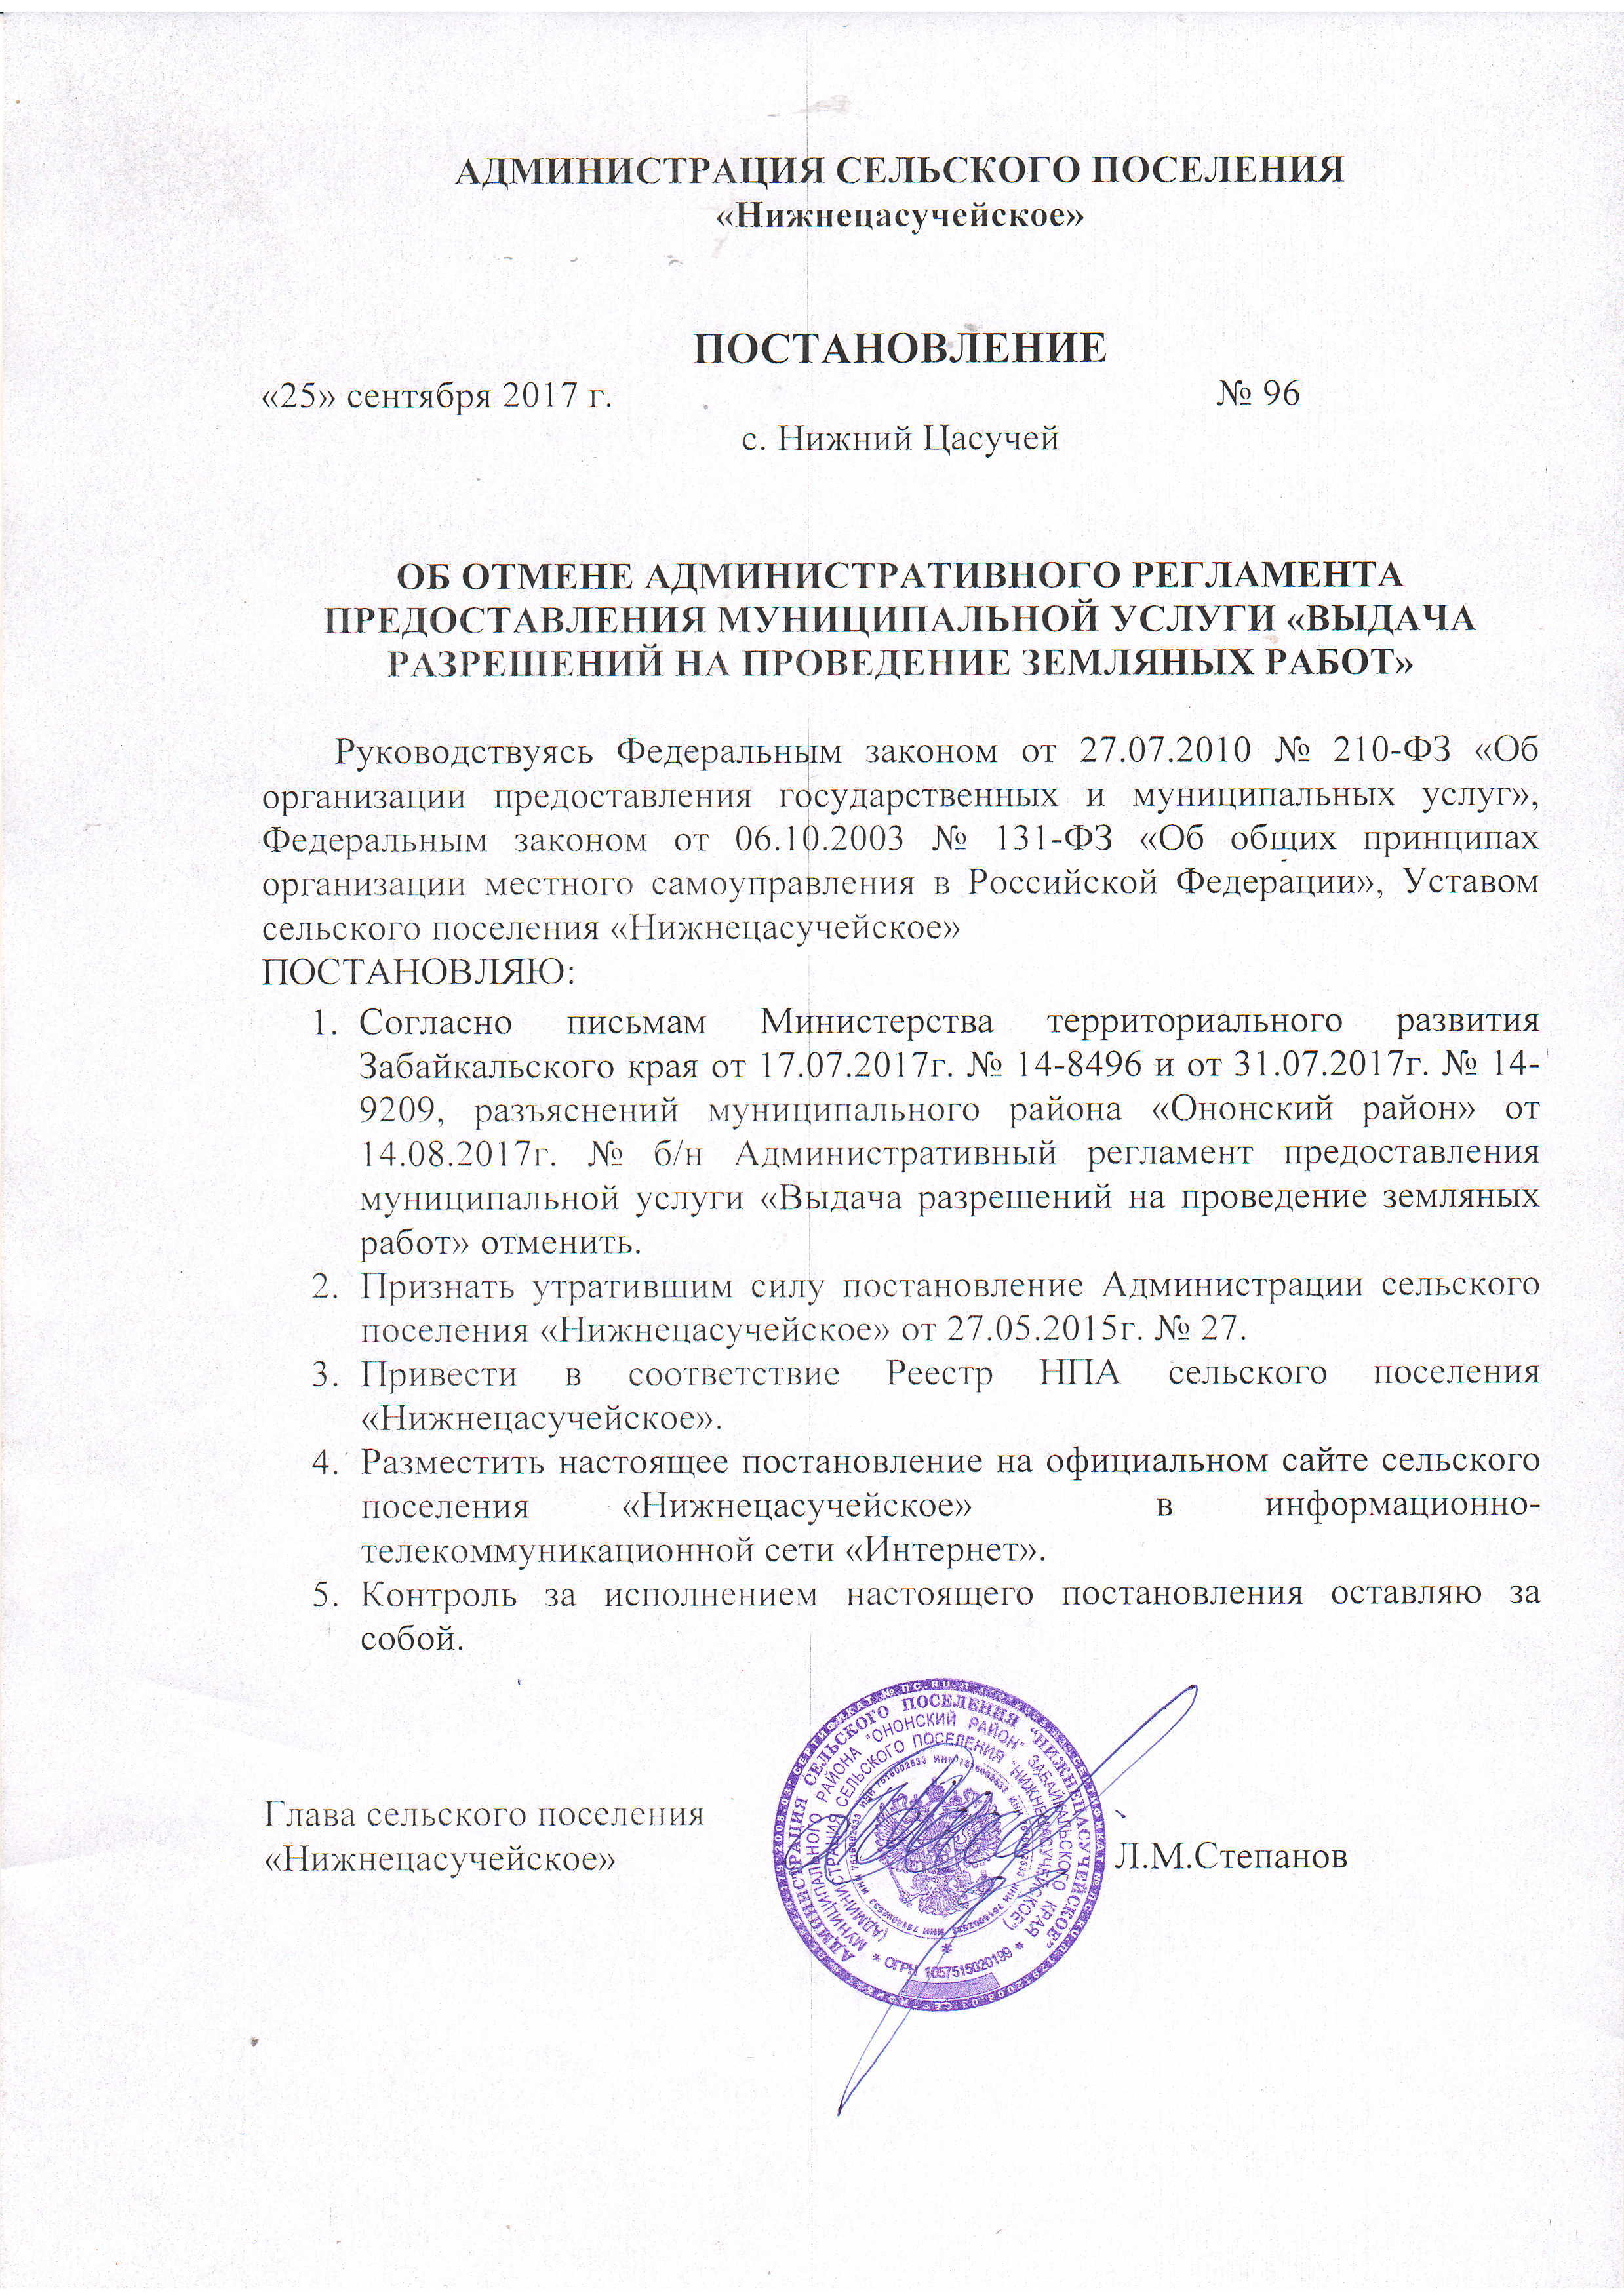 АДМИНИСТРАЦИЯ СЕЛЬСКОГО ПОСЕЛЕНИЯ
«Нижнецасучейское»
ПОСТАНОВЛЕНИЕ
«25» сентября 2017 г. № 96
с. Нижний Цасучей
ОБ ОТМЕНЕ АДМИНИСТРАТИВНОГО РЕГЛАМЕНТА
ПРЕДОСТАВЛЕНИЯ МУНИЦИПАЛЬНОЙ УСЛУГИ «ВЫДАЧА
РАЗРЕШЕНИЙ НА ПРОВЕДЕНИЕ ЗЕМЛЯНЫХ РАБОТ»
Руководствуясь Федеральным законом от 27.07.2010 № 210-ФЗ «Об
организации предоставления государственных и муниципальных услуг»,
Федеральным законом от 06.10.2003 № 131-ФЗ «Об общих принципах
организации местного самоуправления в Российской Федерации», Уставом
сельского поселения «Нижнецасучейское»
ПОСТАНОВЛЯЮ:
1. Согласно письмам Министерства территориального развития
Забайкальского края от 17.07.2017г. № 14-8496 и от 31.07.2017г. № 14-
9209, разъяснений муниципального района «Ононский район» от
14.08.2017г. № б/н Административный регламент предоставления
муниципальной услуги «Выдача разрешений на проведение земляных
работ» отменить.
2. Признать утратившим силу постановление Администрации сельского
поселения «Нижнецасучейское» от 27.05.2015г. № 27.
3. Привести в соответствие Реестр НПА сельского поселения
«Нижнецасучейское».
4. Разместить настоящее постановление на официальном сайте сельского
поселения «Нижнецасучейское» в информационно-
телекоммуникационной сети «Интернет».
5. Контроль за исполнением настоящего постановления оставляю за
собой.
Глава сельского поселения
«Нижнецасучейское» Л.М.Степанов
АДМИНИСТРАЦИЯ СЕЛЬСКОГО ПОСЕЛЕНИЯ "НИЖНЕЦАСУЧЕЙСКОЕ"
МУНИЦИПАЛЬНОГО РАЙОНА "ОНОНСКИЙ РАЙОН" ЗАБАЙКАЛЬСКОГО КРАЯ
(АДМИНИСТРАЦИЯ СЕЛЬСКОГО ПОСЕЛЕНИЯ "НИЖНЕЦАСУЧЕЙСКОЕ")
ИНН 7516002533
* ОГРН 1057515020199 *